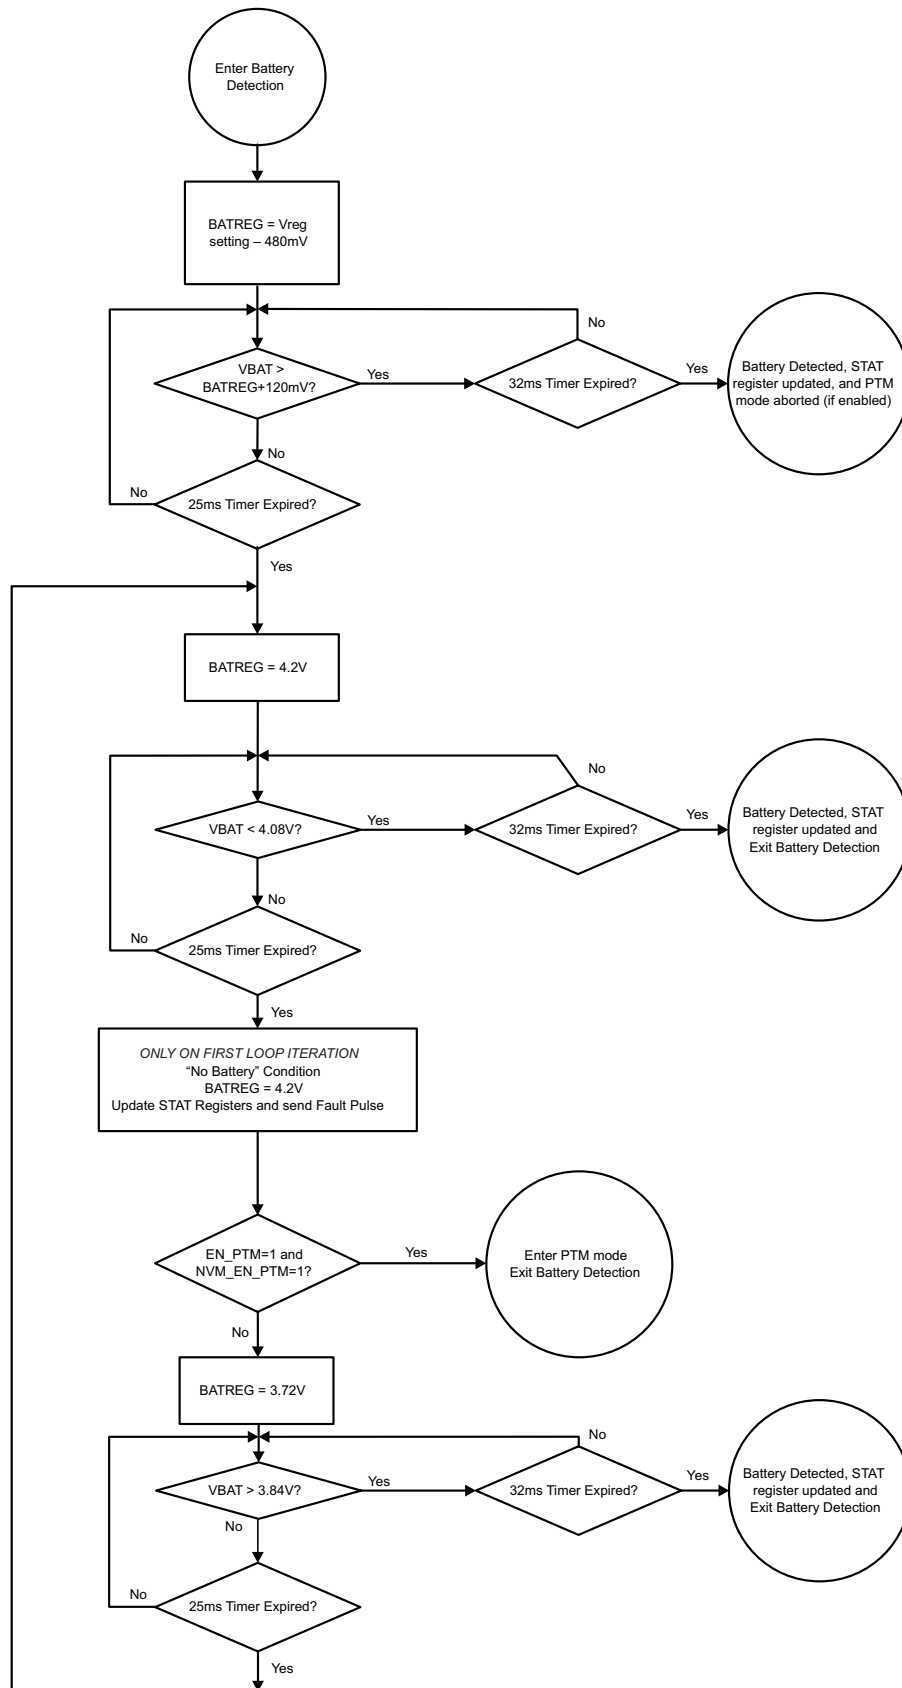 Enter Battery
Detection
BATREG = Vreg
setting – 480mV
No
VBAT >
BATREG+120mV?
Yes
32ms Timer Expired?
Yes
Battery Detected, STAT
register updated, and PTM
mode aborted (if enabled)
No
No
25ms Timer Expired?
Yes
BATREG = 4.2V
No
VBAT < 4.08V?
Yes
32ms Timer Expired?
Yes
Battery Detected, STAT
register updated and
Exit Battery Detection
No
No
25ms Timer Expired?
Yes
ONLY ON FIRST LOOP ITERATION
“No Battery” Condition
BATREG = 4.2V
Update STAT Registers and send Fault Pulse
EN_PTM=1 and
NVM_EN_PTM=1?
Yes
Enter PTM mode
Exit Battery Detection
No
BATREG = 3.72V
No
VBAT > 3.84V?
Yes
32ms Timer Expired?
Yes
Battery Detected, STAT
register updated and
Exit Battery Detection
No
No
25ms Timer Expired?
Yes